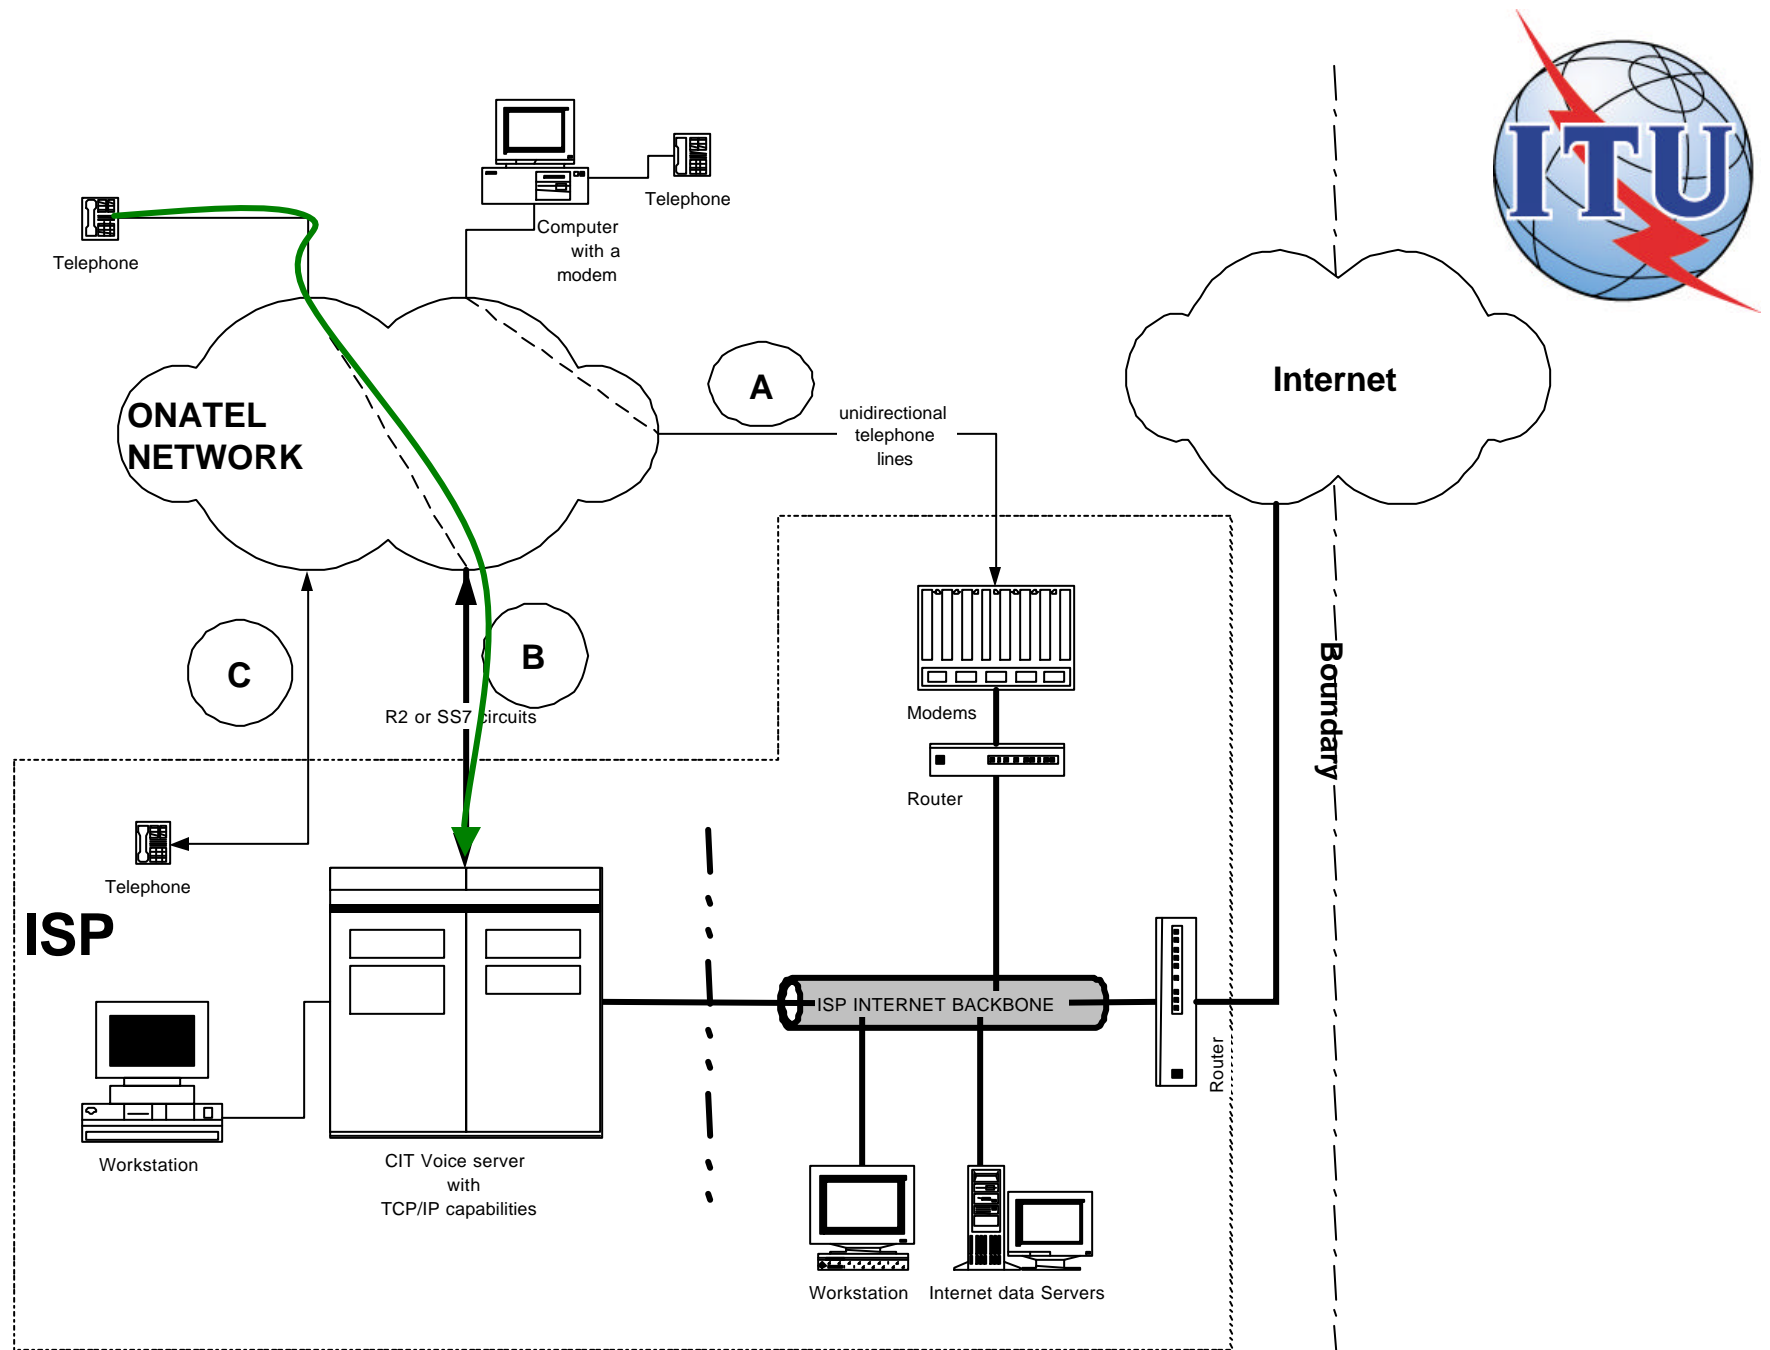 ITU
Telephone
Computer
with a
modem
Telephone
ONATEL
NETWORK
A
unidirectional
telephone
lines
Internet
C
B
R2 or SS7 circuits
Modems
Boundary
Router
Telephone
ISP
ISP INTERNET BACKBONE
Router
Workstation
CIT Voice server
with
TCP/IP capabilities
Workstation
Internet data Servers